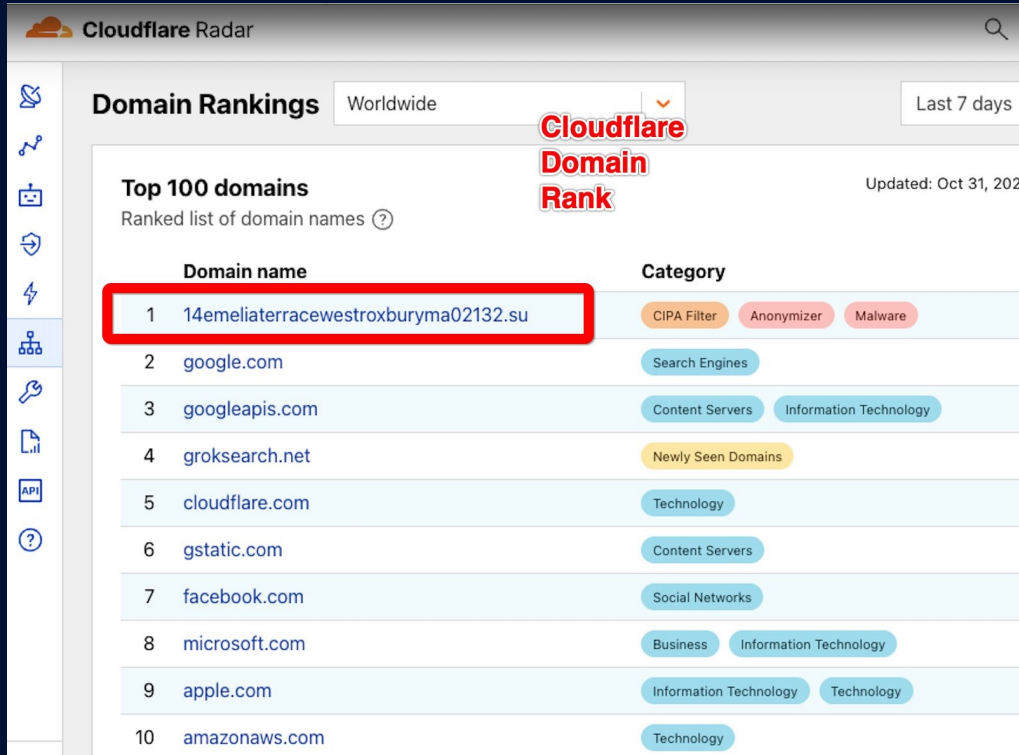 Cloudflare Radar
Domain Rankings
Worldwide
Last 7 days
Cloudflare
Domain
Rank
Top 100 domains
Updated: Oct 31, 202
Ranked list of domain names ?
Domain name Category
1 14emeliaterracewestroxburyma02132.su CIPA Filter Anonymizer Malware
2 google.com Search Engines
3 googleapis.com Content Servers Information Technology
4 groksearch.net Newly Seen Domains
5 cloudflare.com Technology
6 gstatic.com Content Servers
7 facebook.com Social Networks
8 microsoft.com Business Information Technology
9 apple.com Information Technology Technology
10 amazonaws.com Technology
API
?